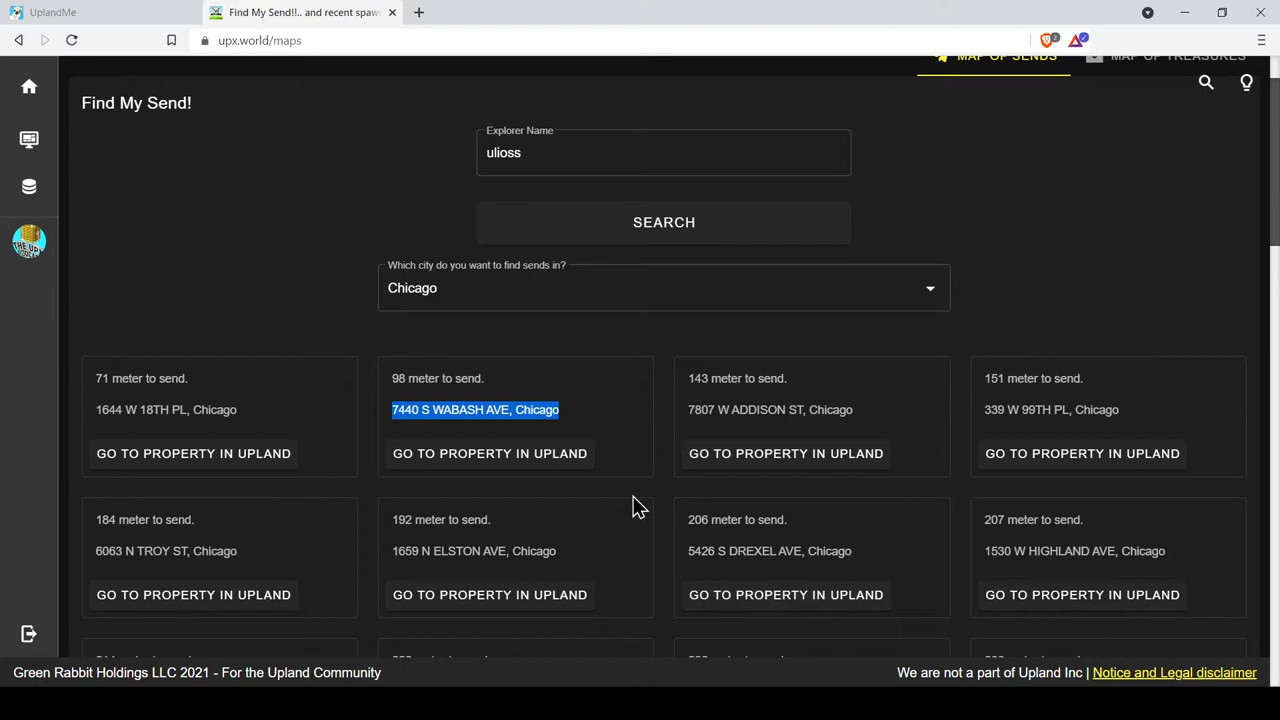 UplandMe
Find My Send!!.. and recent spaw
upx.world/maps
2
MAP OF SENDS
MAP OF TREASURES
Find My Send!
Explorer Name
ulioss
SEARCH
Which city do you want to find sends in?
Chicago
71 meter to send.
1644 W 18TH PL, Chicago
GO TO PROPERTY IN UPLAND
98 meter to send.
7440 S WABASH AVE, Chicago
GO TO PROPERTY IN UPLAND
143 meter to send.
7807 W ADDISON ST, Chicago
GO TO PROPERTY IN UPLAND
151 meter to send.
339 W 99TH PL, Chicago
GO TO PROPERTY IN UPLAND
184 meter to send.
6063 N TROY ST, Chicago
GO TO PROPERTY IN UPLAND
192 meter to send.
1659 N ELSTON AVE, Chicago
GO TO PROPERTY IN UPLAND
206 meter to send.
5426 S DREXEL AVE, Chicago
GO TO PROPERTY IN UPLAND
207 meter to send.
1530 W HIGHLAND AVE, Chicago
GO TO PROPERTY IN UPLAND
THE UPL
Green Rabbit Holdings LLC 2021 - For the Upland Community
We are not a part of Upland Inc | Notice and Legal disclaimer